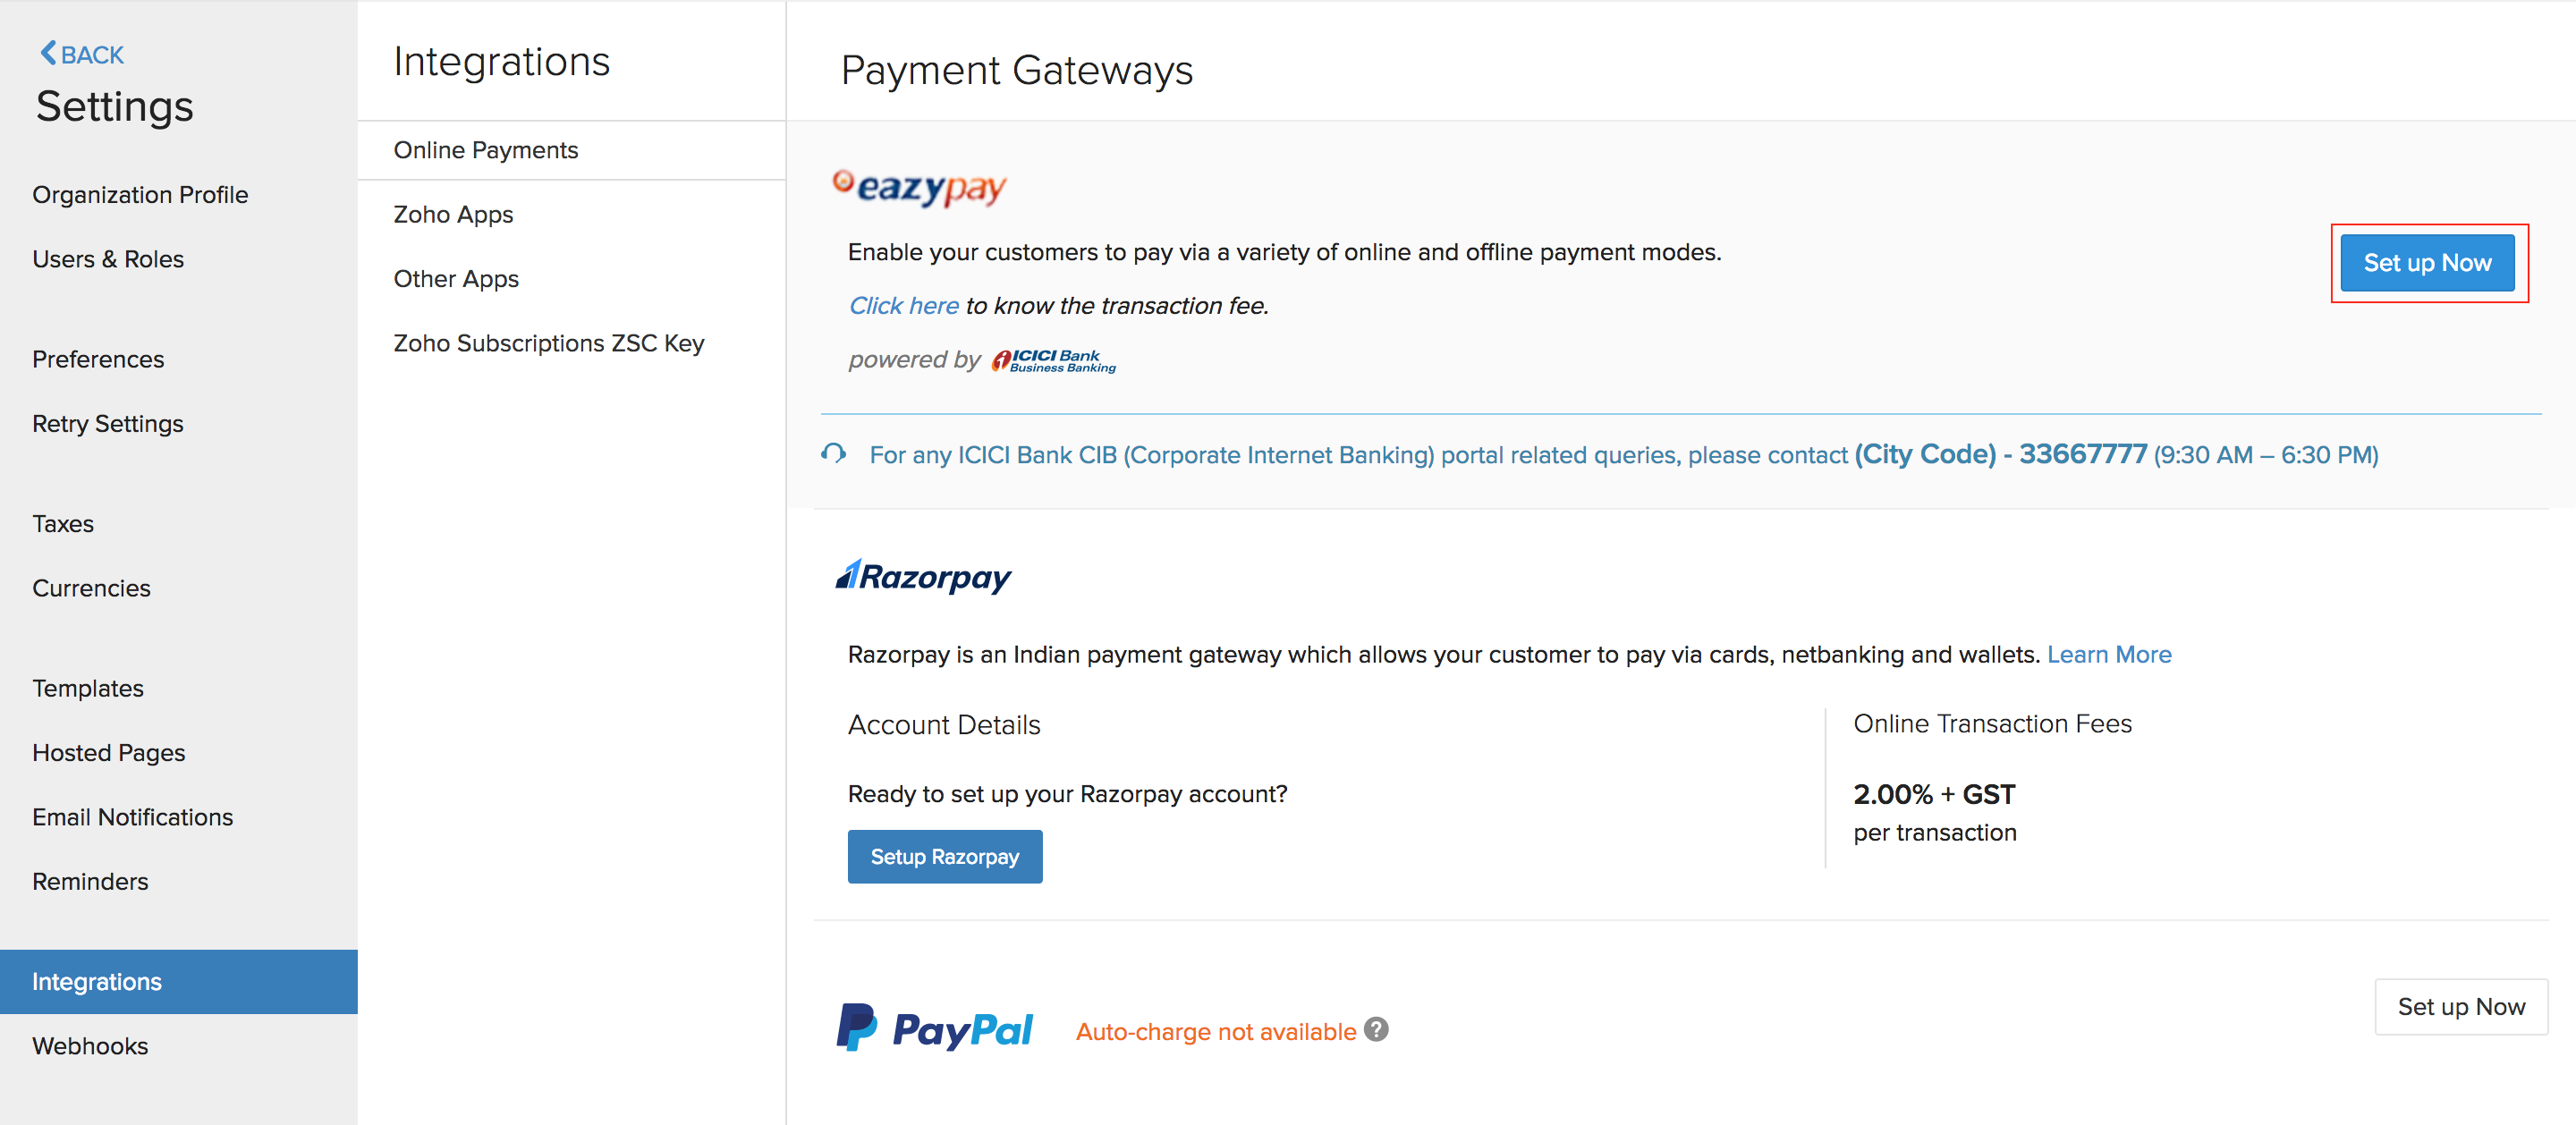 BACK
Settings
Organization Profile
Users & Roles
Preferences
Retry Settings
Taxes
Currencies
Templates
Hosted Pages
Email Notifications
Reminders
Integrations
Webhooks
Integrations
Online Payments
Zoho Apps
Other Apps
Zoho Subscriptions ZSC Key
Payment Gateways
eazypay
Enable your customers to pay via a variety of online and offline payment modes.
Set up Now
Click here to know the transaction fee.
powered by ICICI Bank
Business Banking
For any ICICI Bank CIB (Corporate Internet Banking) portal related queries, please contact (City Code) - 33667777 (9:30 AM – 6:30 PM)
Razorpay
Razorpay is an Indian payment gateway which allows your customer to pay via cards, netbanking and wallets. Learn More
Account Details
Ready to set up your Razorpay account?
Setup Razorpay
Online Transaction Fees
2.00% + GST
per transaction
PayPal
Auto-charge not available ?
Set up Now